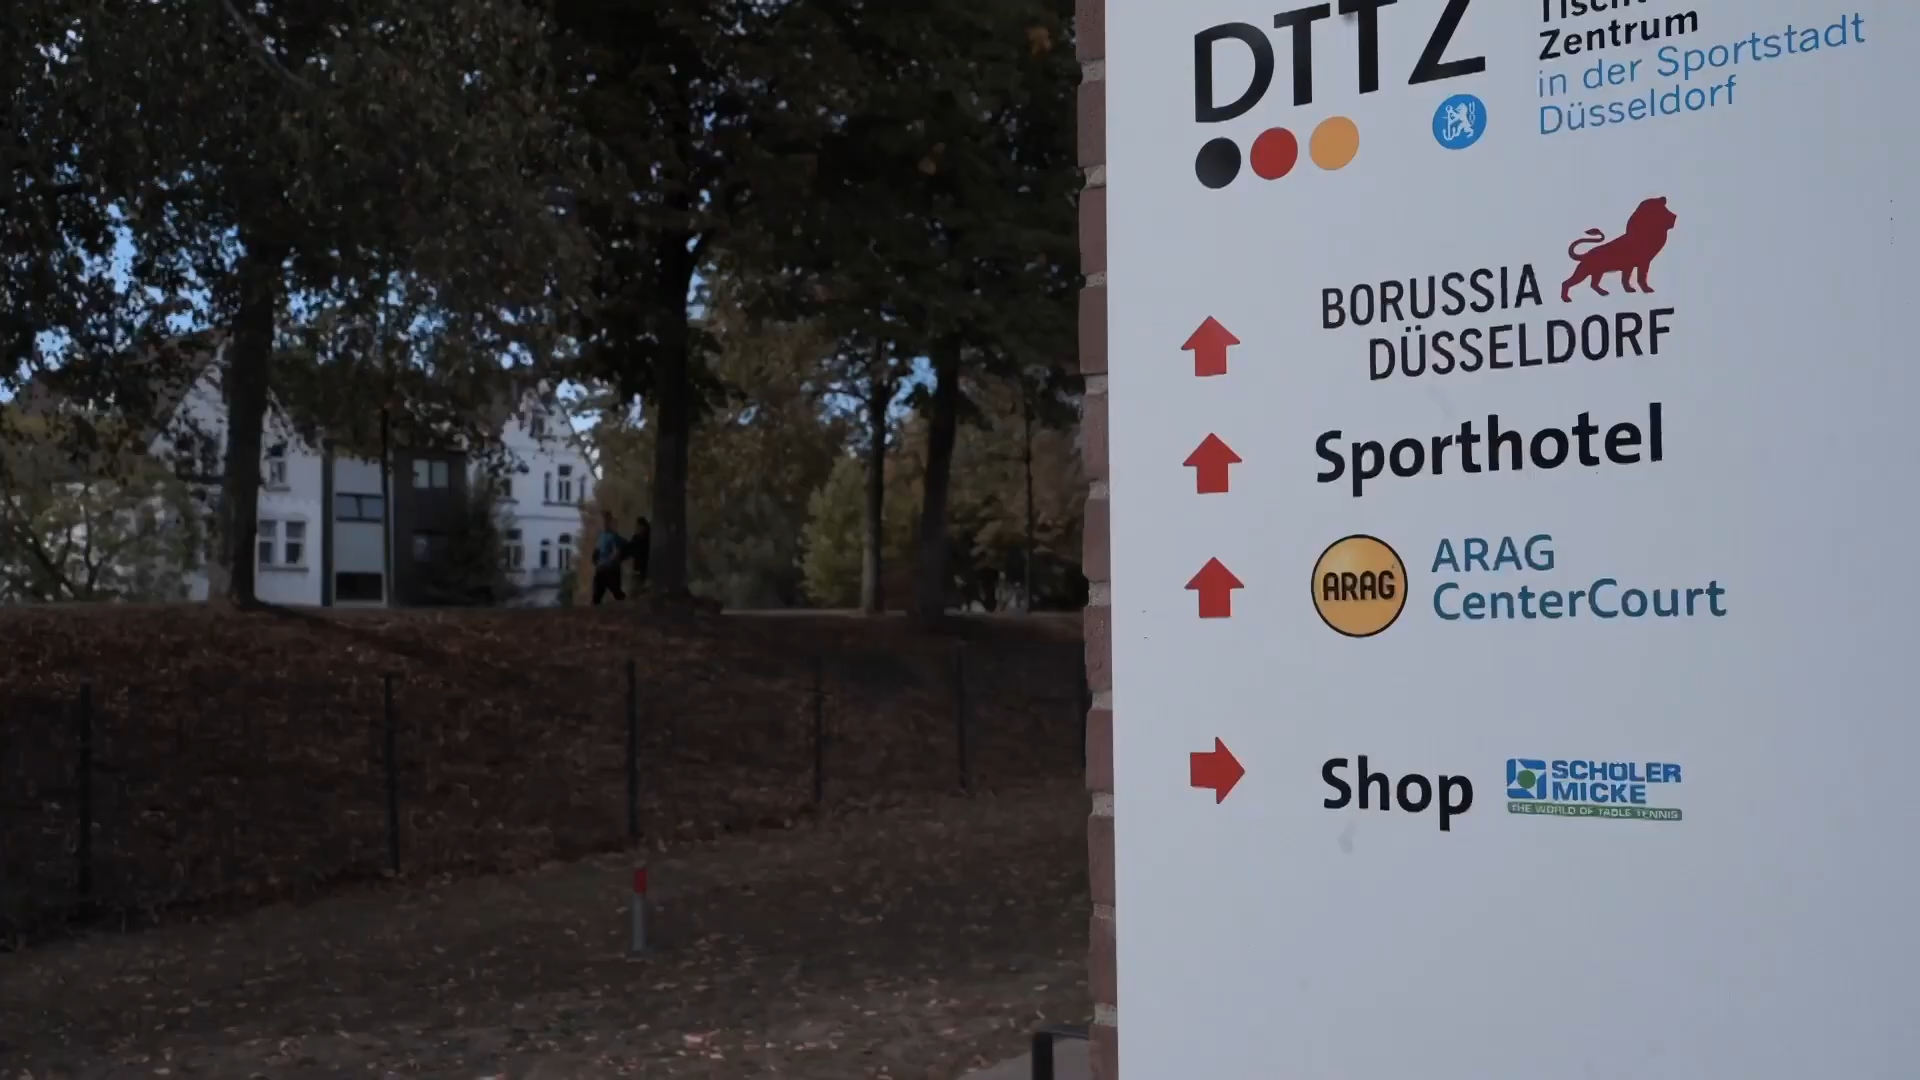 DTTZ
Zentrum
in der Sportstadt
Düsseldorf
BORUSSIA
DÜSSELDORF
Sporthotel
ARAG
ARAG
CenterCourt
Shop
SCHÖLER
MICKE
THE WORLD OF TABLE TENNIS